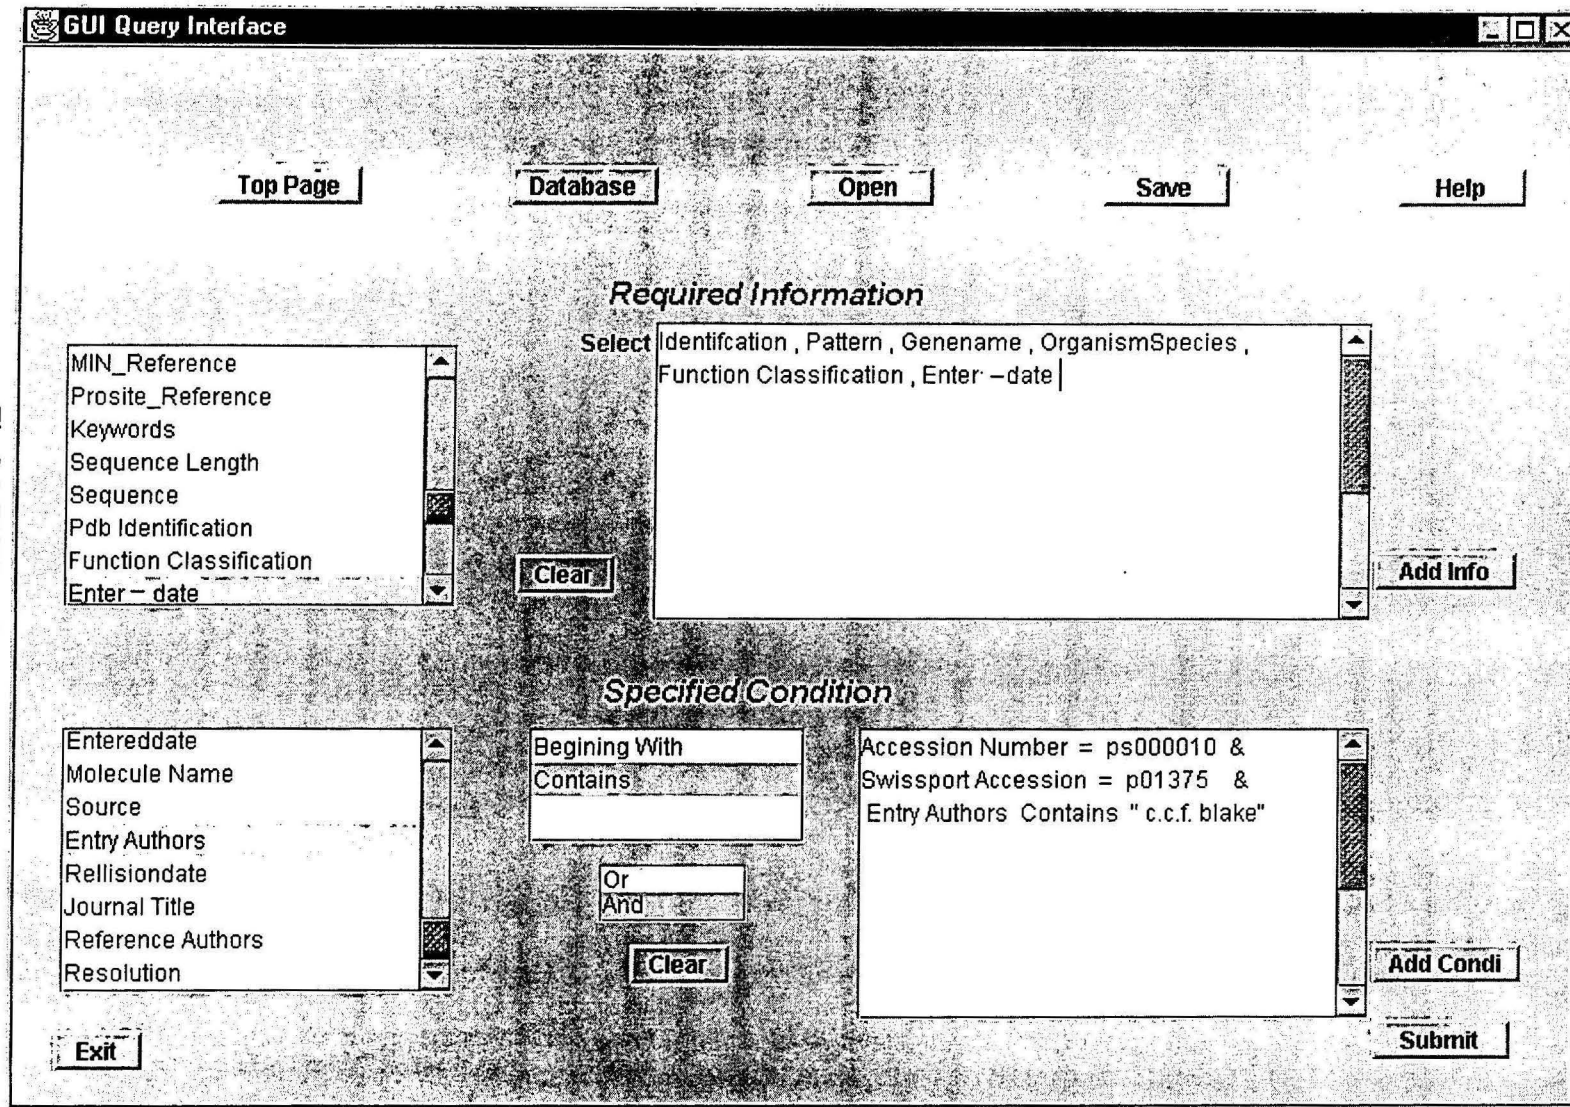 GUI Query Interface
Top Page
Database
Open
Save
Help
Required Information
MIN_Reference
Prosite_Reference
Keywords
Sequence Length
Sequence
Pdb Identification
Function Classification
Enter – date
Clear
Select
Identifcation , Pattern , Genename , OrganismSpecies ,
Function Classification , Enter –date
Add Info
Specified Condition
Entereddate
Molecule Name
Source
Entry Authors
Rellisiondate
Journal Title
Reference Authors
Resolution
Begining With
Contains
Or
And
Clear
Accession Number = ps000010 &
Swissport Accession = p01375 &
Entry Authors Contains " c.c.f. blake"
Add Condi
Submit
Exit